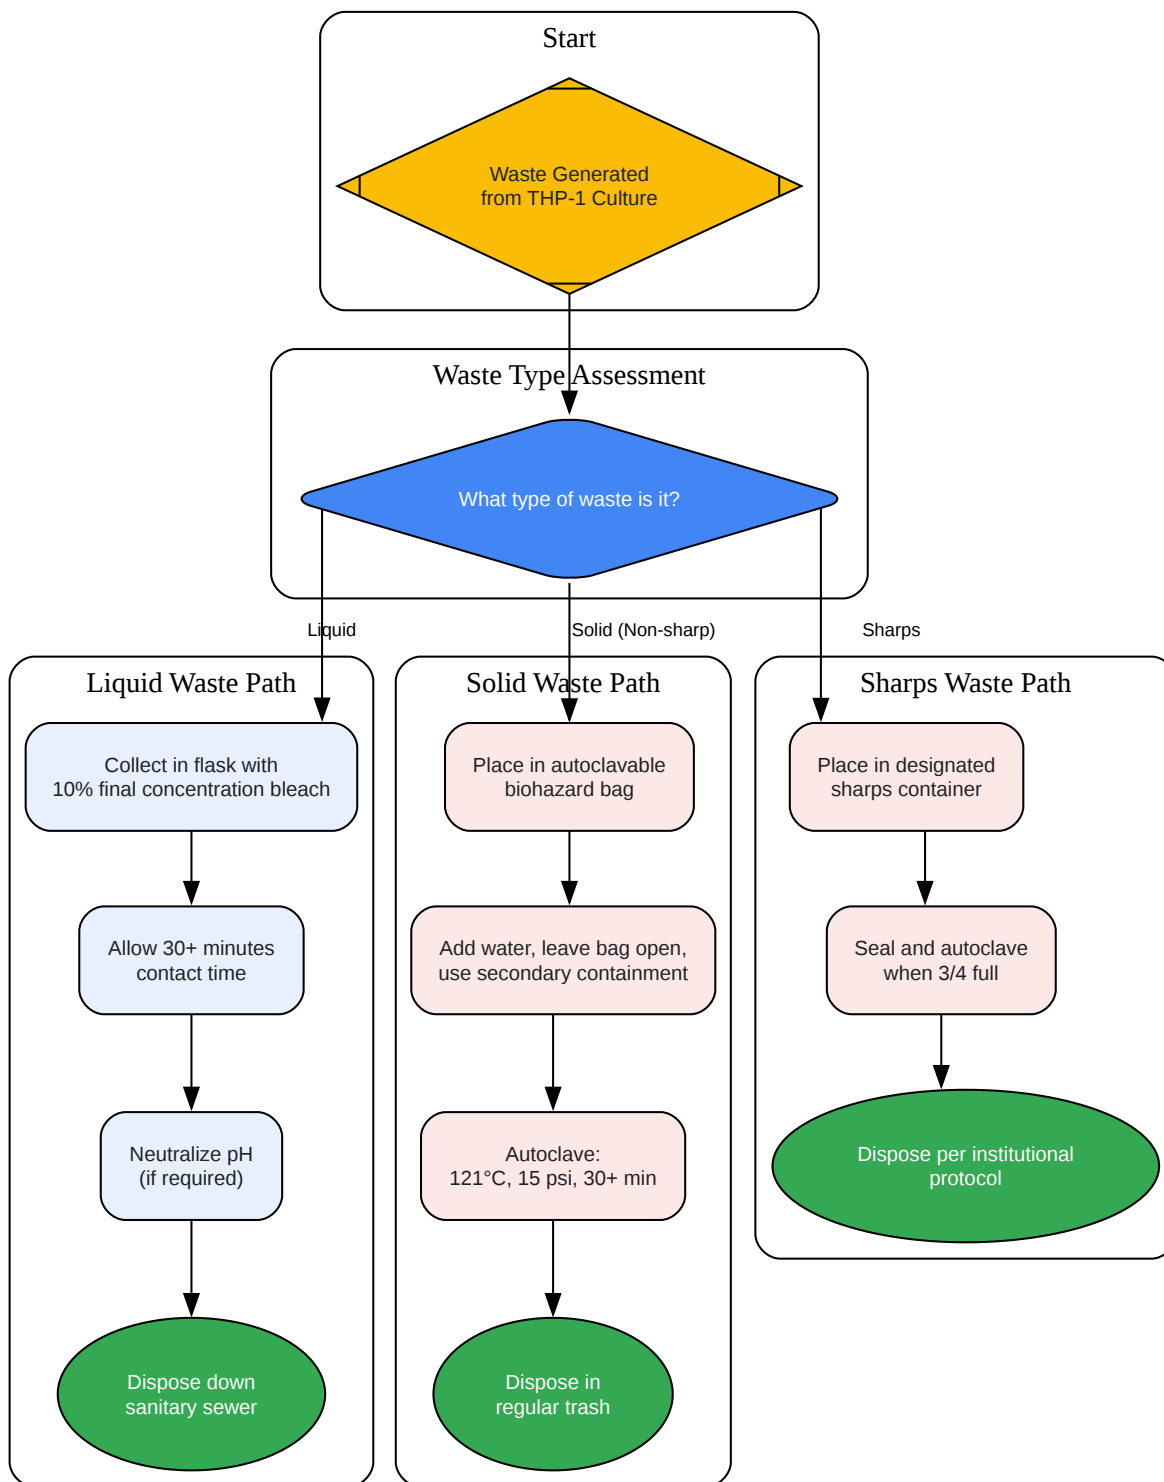 Start
Waste Generated
from THP-1 Culture
Waste Type Assessment
What type of waste is it?
Liquid
Solid (Non-sharp)
Sharps
Liquid Waste Path
Collect in flask with
10% final concentration bleach
Allow 30+ minutes
contact time
Neutralize pH
(if required)
Dispose down
sanitary sewer
Solid Waste Path
Place in autoclavable
biohazard bag
Add water, leave bag open,
use secondary containment
Autoclave:
121°C, 15 psi, 30+ min
Dispose in
regular trash
Sharps Waste Path
Place in designated
sharps container
Seal and autoclave
when 3/4 full
Dispose per institutional
protocol